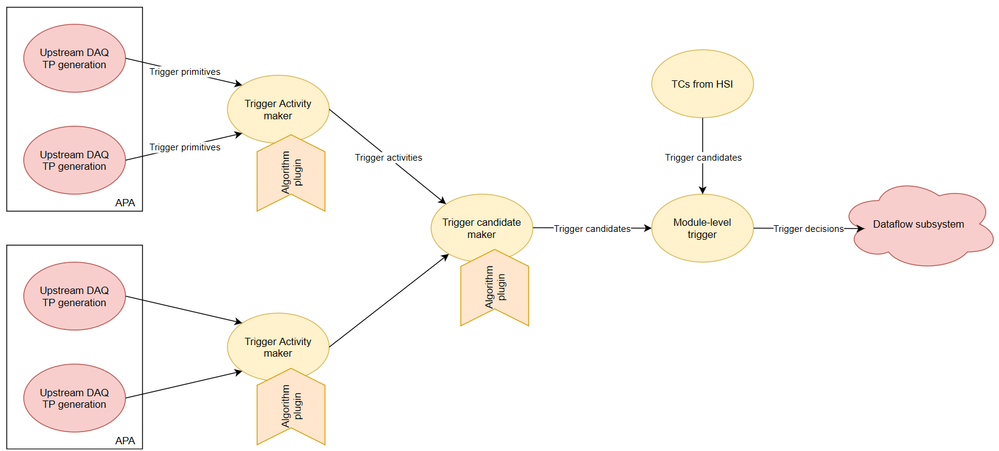 Upstream DAQ
TP generation
Upstream DAQ
TP generation
APA
Trigger primitives
Trigger primitives
Trigger Activity
maker
Algorithm
plugin
Trigger activities
Upstream DAQ
TP generation
Upstream DAQ
TP generation
APA
Trigger Activity
maker
Algorithm
plugin
Trigger candidate
maker
Algorithm
plugin
Trigger candidates
TCs from HSI
Trigger candidates
Module-level
trigger
Trigger decisions
Dataflow subsystem